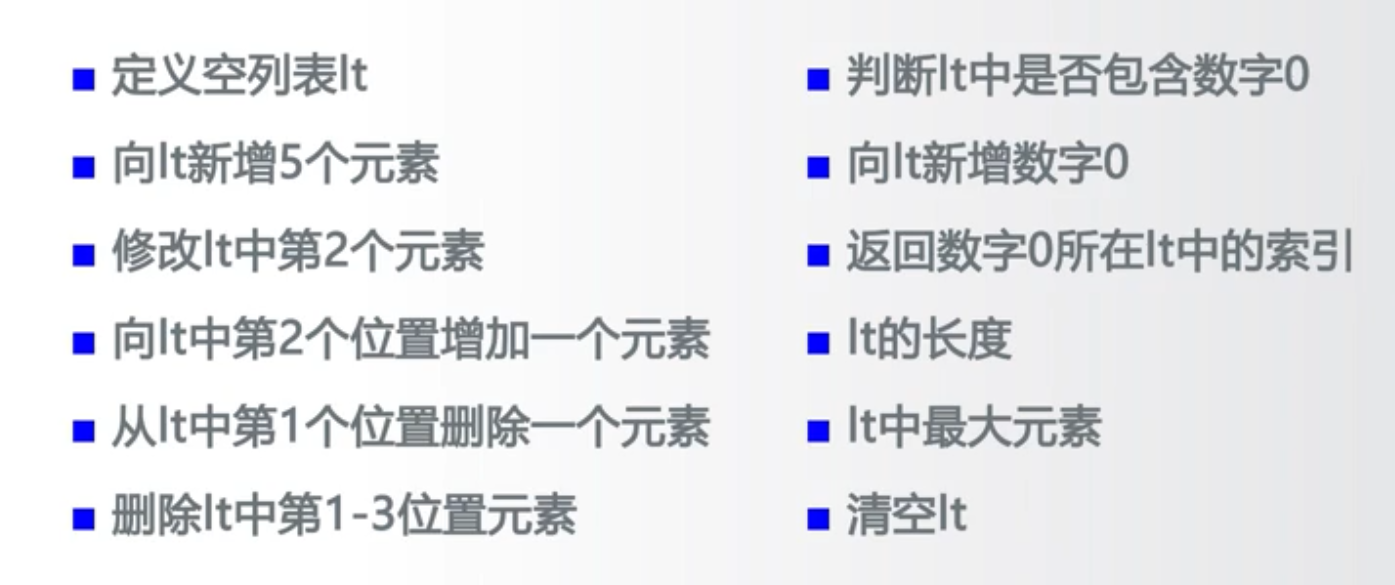 定义空列表lt
向lt新增5个元素
修改lt中第2个元素
向lt中第2个位置增加一个元素
从lt中第1个位置删除一个元素
删除lt中第1-3位置元素
判断lt中是否包含数字0
向lt新增数字0
返回数字0所在lt中的索引
lt的长度
lt中最大元素
清空lt